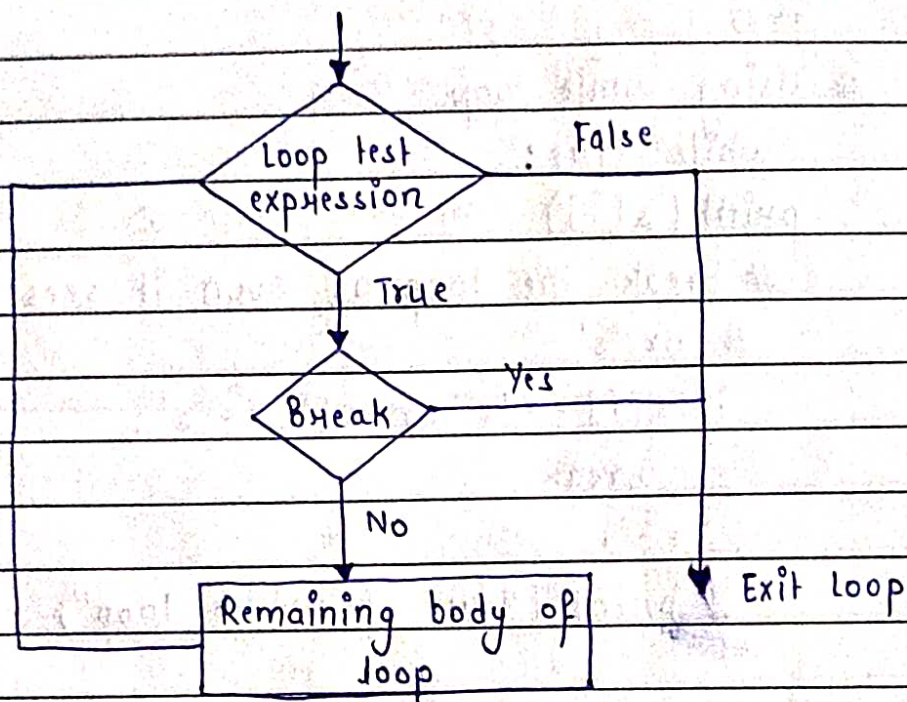 Loop test
expression
False
True
Break
Yes
No
Remaining body of
loop
Exit loop